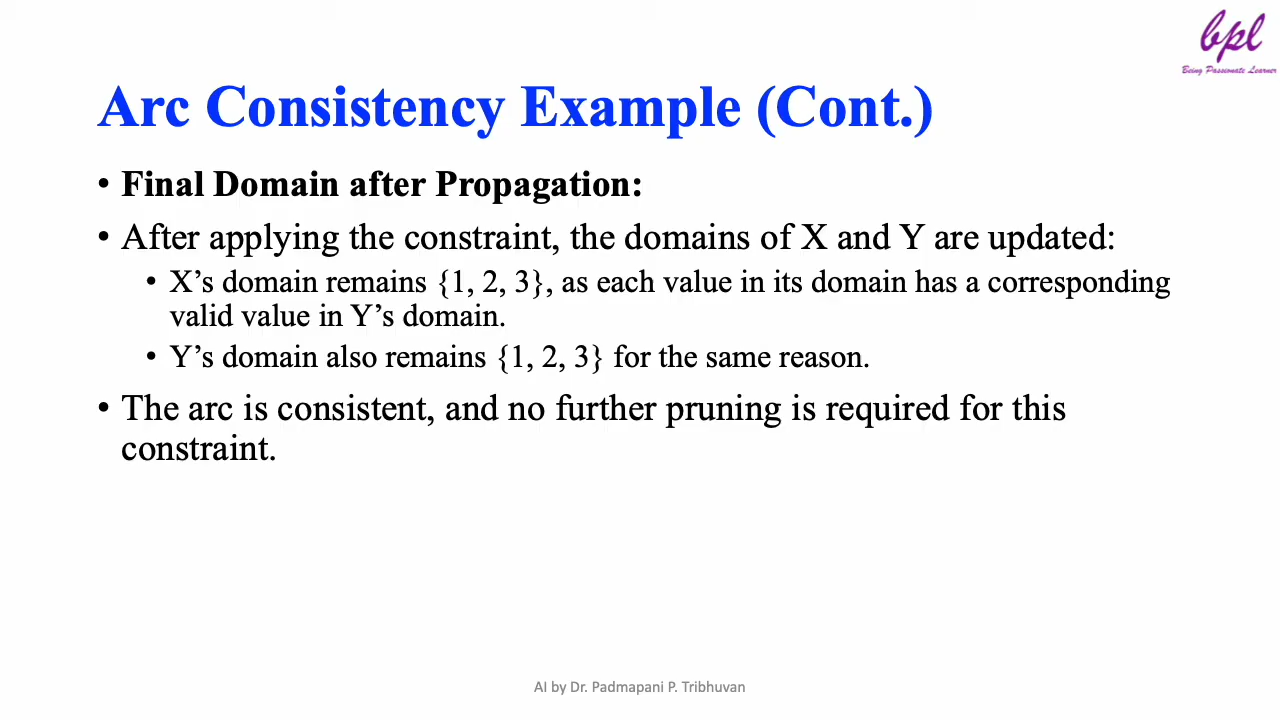 bpl
Being Passionate Learner
Arc Consistency Example (Cont.)
• Final Domain after Propagation:
• After applying the constraint, the domains of X and Y are updated:
• X’s domain remains {1, 2, 3}, as each value in its domain has a corresponding
valid value in Y’s domain.
• Y’s domain also remains {1, 2, 3} for the same reason.
• The arc is consistent, and no further pruning is required for this
constraint.
AI by Dr. Padmapani P. Tribhuvan